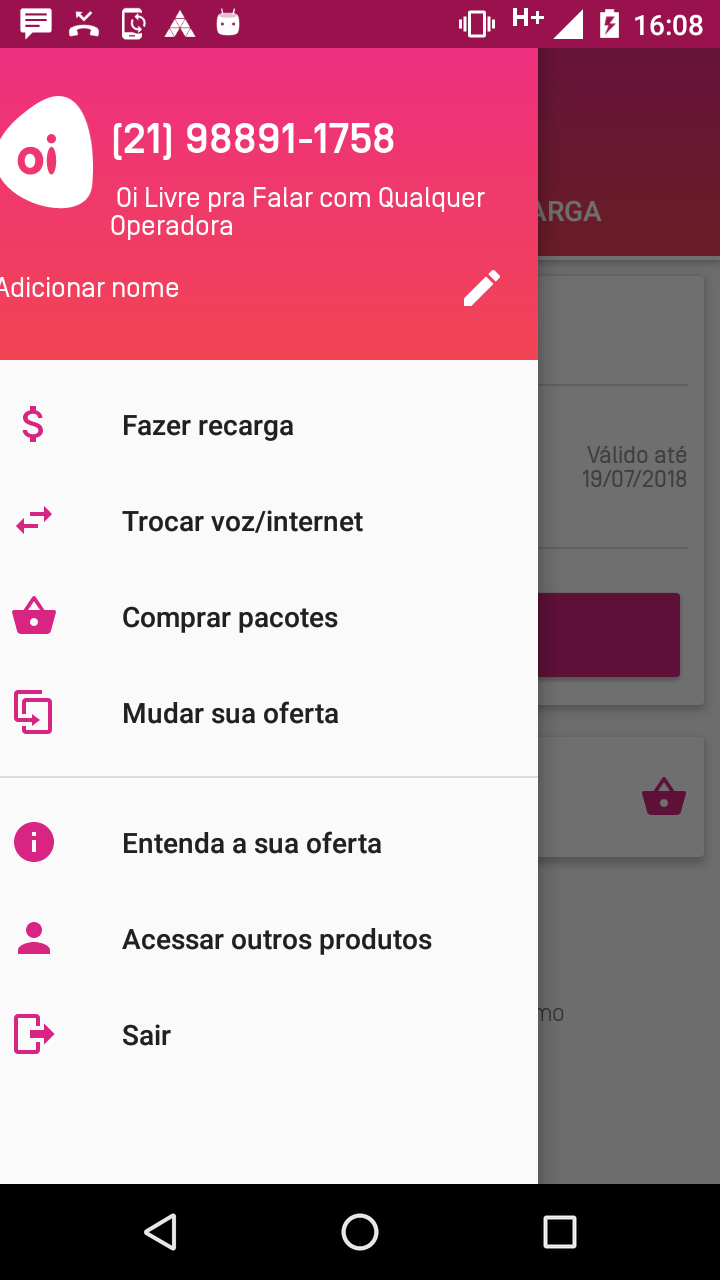 H+ 16:08
oi
(21) 98891-1758
Oi Livre pra Falar com Qualquer
Operadora
ARGA
Adicionar nome
Fazer recarga
Válido até
19/07/2018
Trocar voz/internet
Comprar pacotes
Mudar sua oferta
Entenda a sua oferta
Acessar outros produtos
mo
Sair